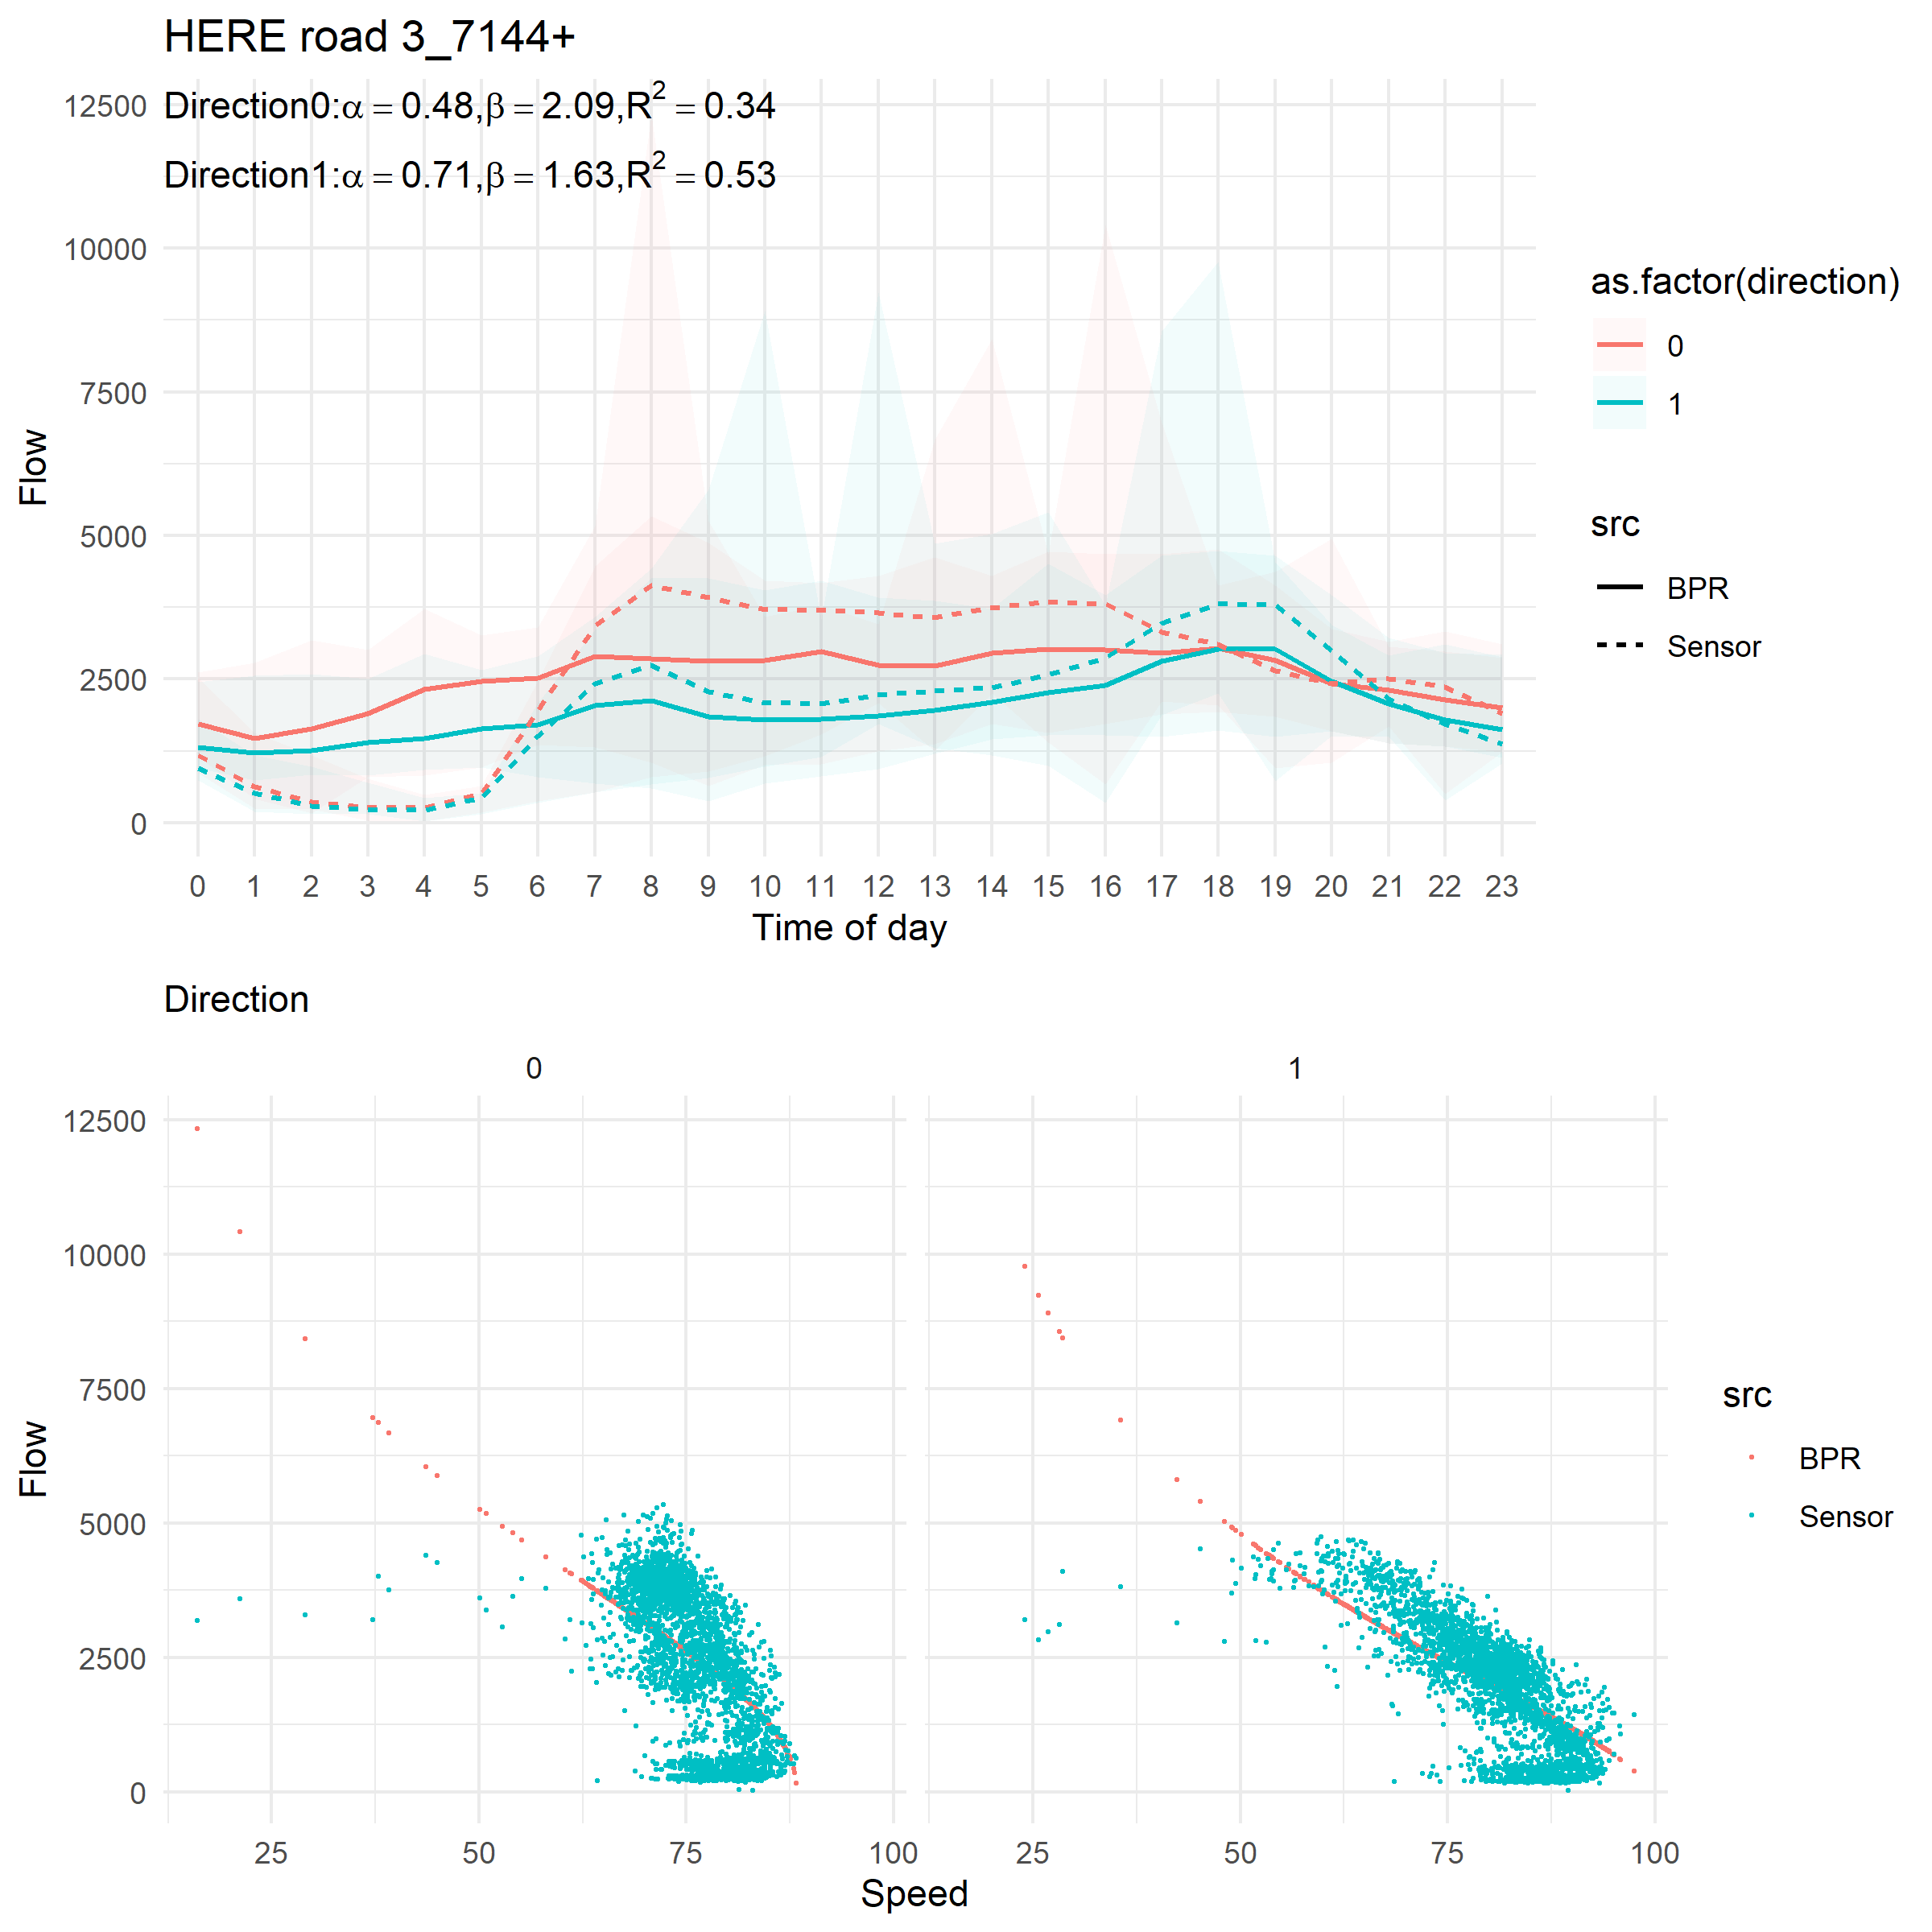 HERE road 3_7144+
Direction0:α = 0.48,β = 2.09,R² = 0.34
Direction1:α = 0.71,β = 1.63,R² = 0.53
12500
10000
7500
5000
2500
0
Flow
0 1 2 3 4 5 6 7 8 9 10 11 12 13 14 15 16 17 18 19 20 21 22 23
Time of day
as.factor(direction)
0
1
src
BPR
Sensor
Direction
0 1
12500
10000
7500
5000
2500
0
Flow
25 50 75 100 25 50 75 100
Speed
src
BPR
Sensor